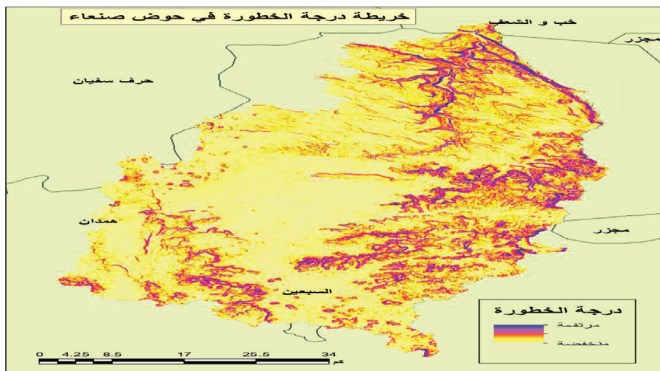 خريطة درجة الخطورة في حوض صنعاء
خب و الشعف
مجزر
حرف سفيان
همدان
مجزر
السبعين
درجة الخطورة
مرتفعة
منخفضة
0 4.25 8.5 17 25.5 34
كم